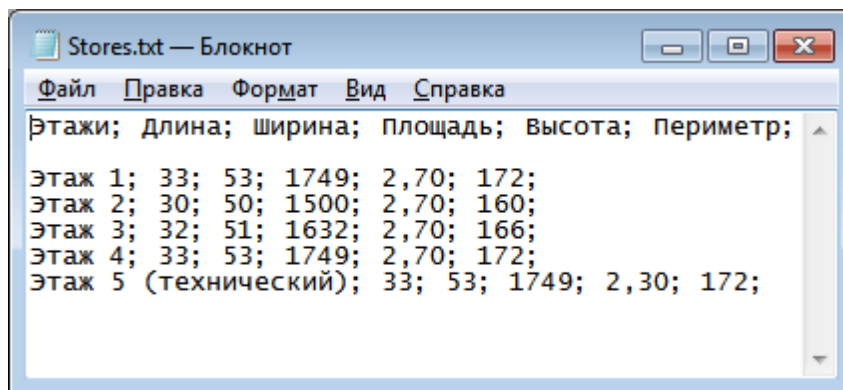 Stores.txt — Блокнот
Файл Правка Формат Вид Справка
Этажи; Длина; Ширина; Площадь; Высота; Периметр;
Этаж 1; 33; 53; 1749; 2,70; 172;
Этаж 2; 30; 50; 1500; 2,70; 160;
Этаж 3; 32; 51; 1632; 2,70; 166;
Этаж 4; 33; 53; 1749; 2,70; 172;
Этаж 5 (технический); 33; 53; 1749; 2,30; 172;